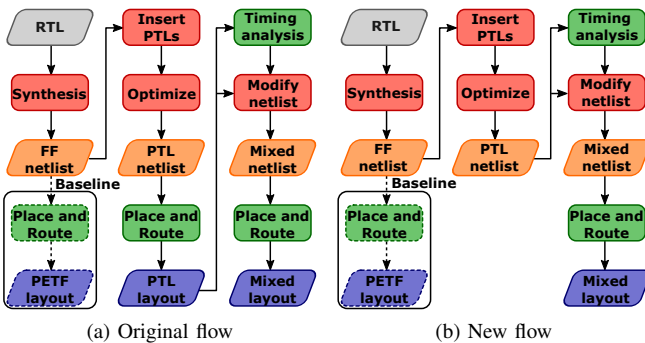 RTL
Synthesis
FF
netlist
Baseline
Place and
Route
PETF
layout
Insert
PTLs
Optimize
PTL
netlist
Place and
Route
PTL
layout
Timing
analysis
Modify
netlist
Mixed
netlist
Place and
Route
Mixed
layout
(a) Original flow
RTL
Synthesis
FF
netlist
Baseline
Place and
Route
PETF
layout
Insert
PTLs
Optimize
PTL
netlist
Timing
analysis
Modify
netlist
Mixed
netlist
Place and
Route
Mixed
layout
(b) New flow